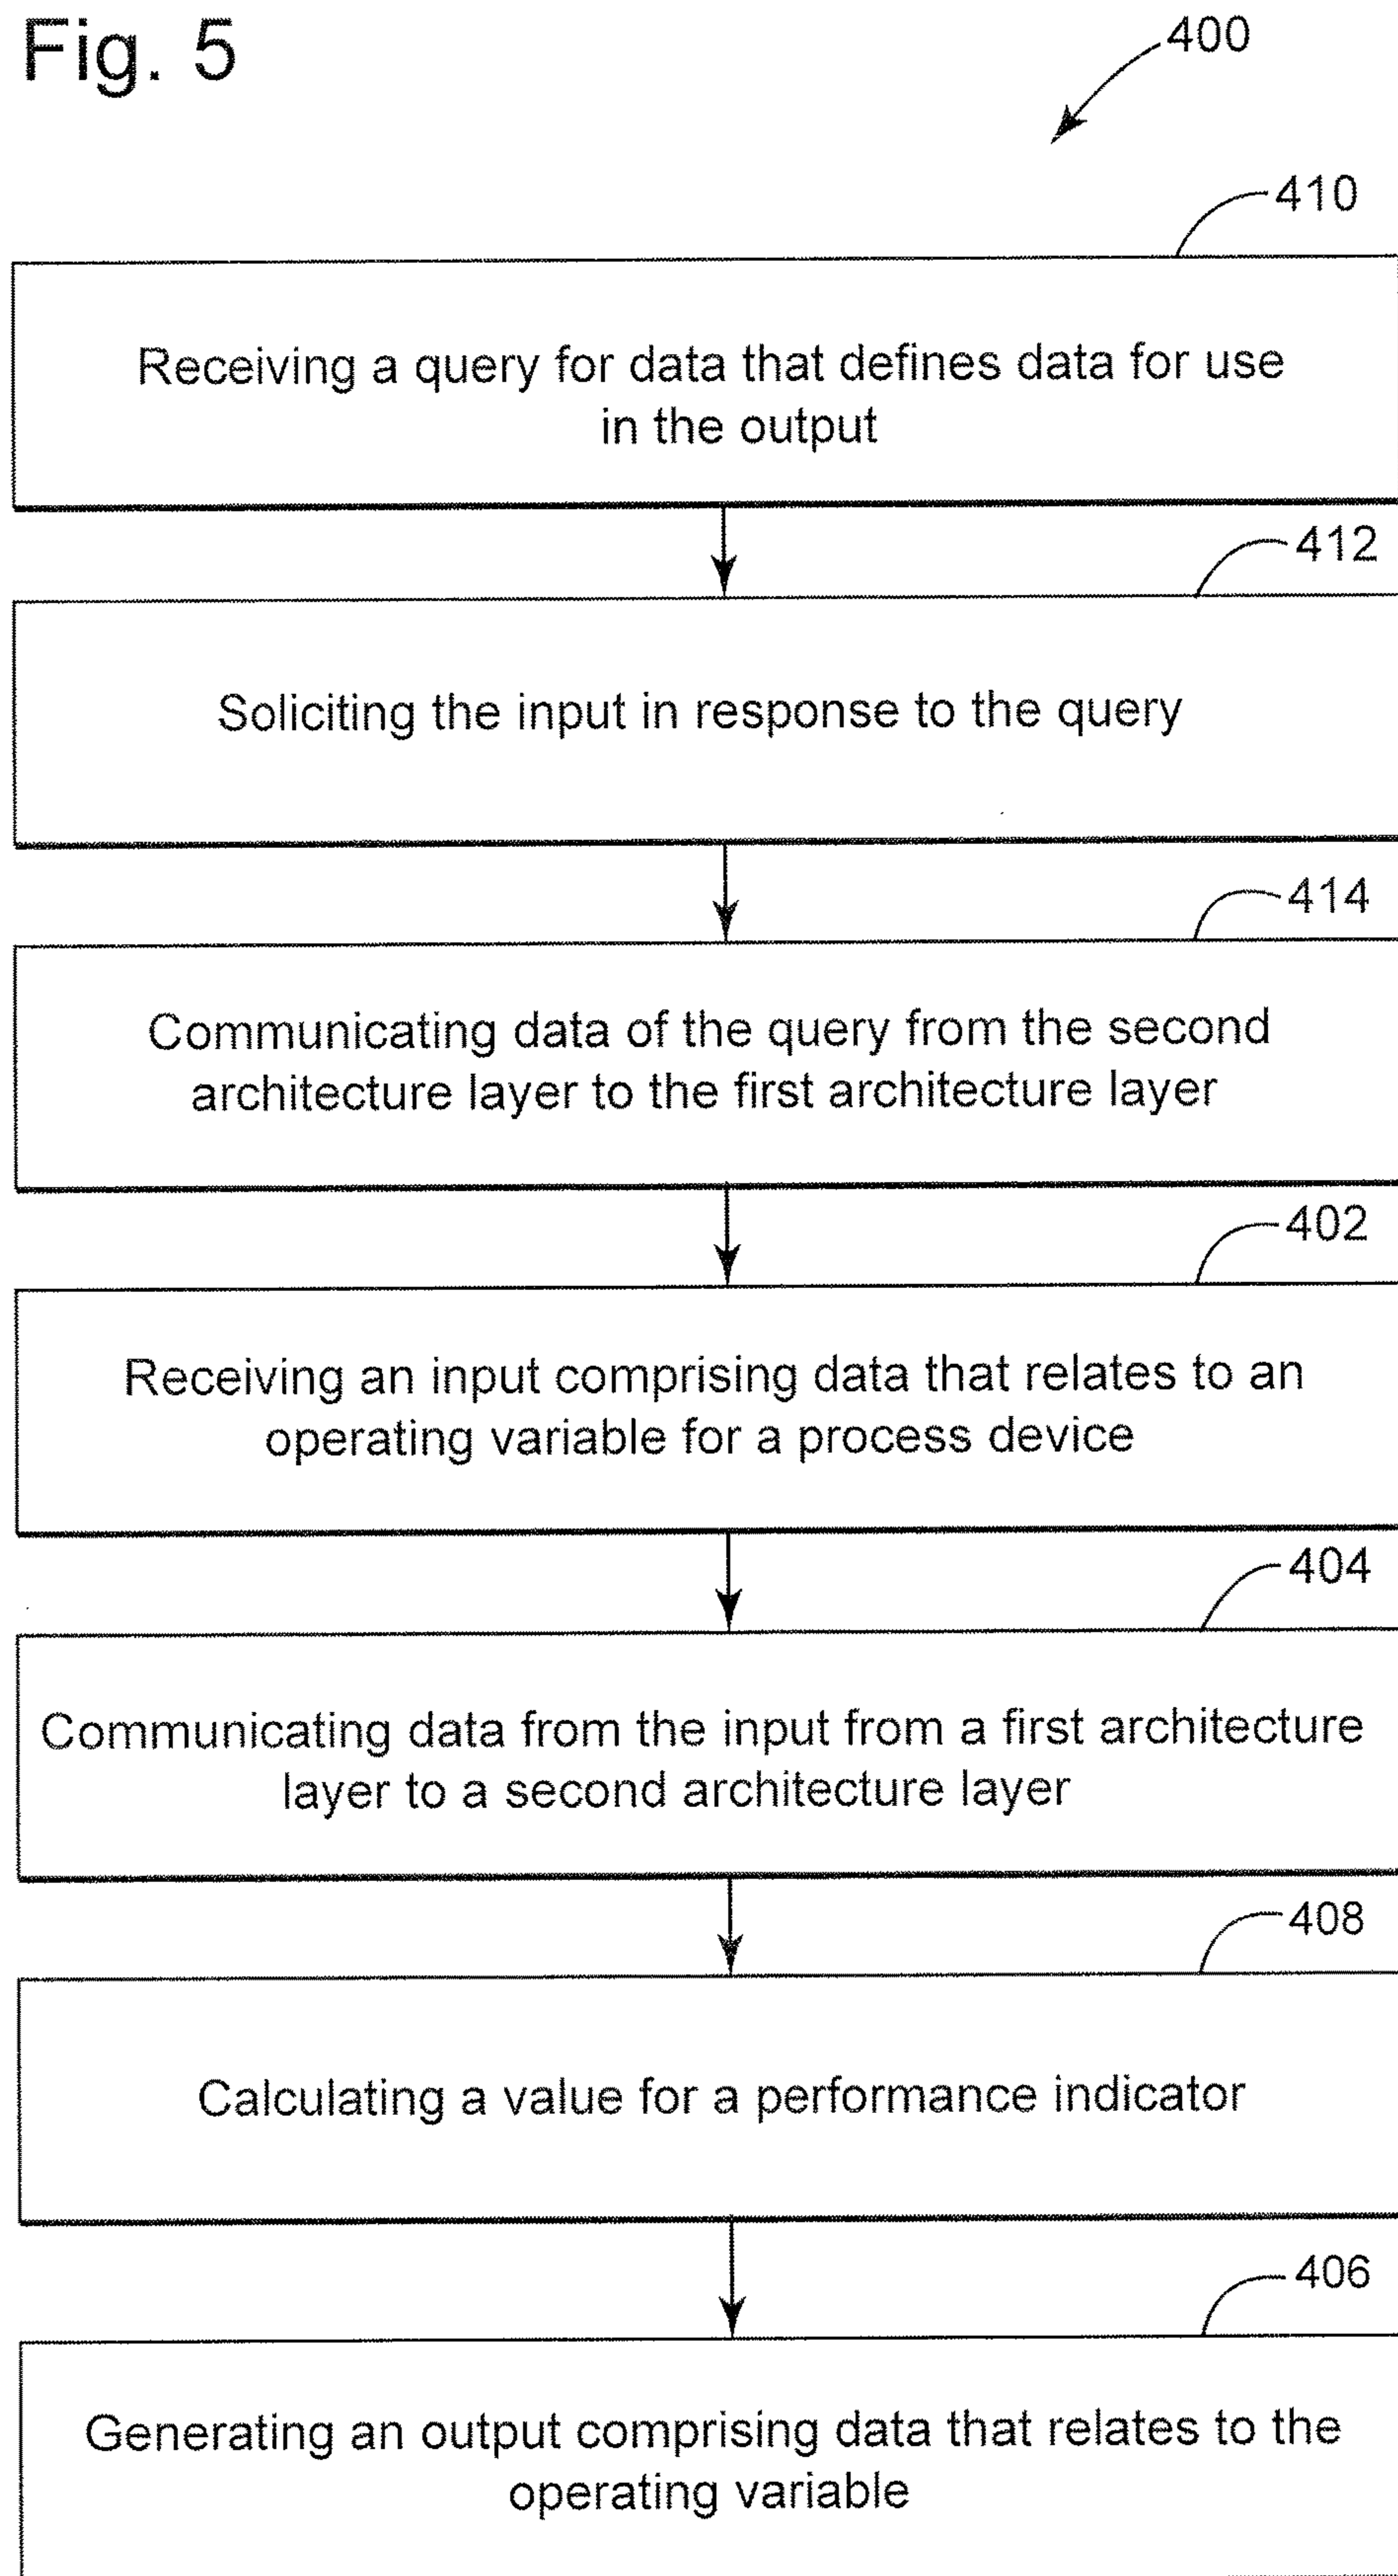 Fig. 5
400
410
Receiving a query for data that defines data for use
in the output
412
Soliciting the input in response to the query
414
Communicating data of the query from the second
architecture layer to the first architecture layer
402
Receiving an input comprising data that relates to an
operating variable for a process device
404
Communicating data from the input from a first architecture
layer to a second architecture layer
408
Calculating a value for a performance indicator
406
Generating an output comprising data that relates to the
operating variable